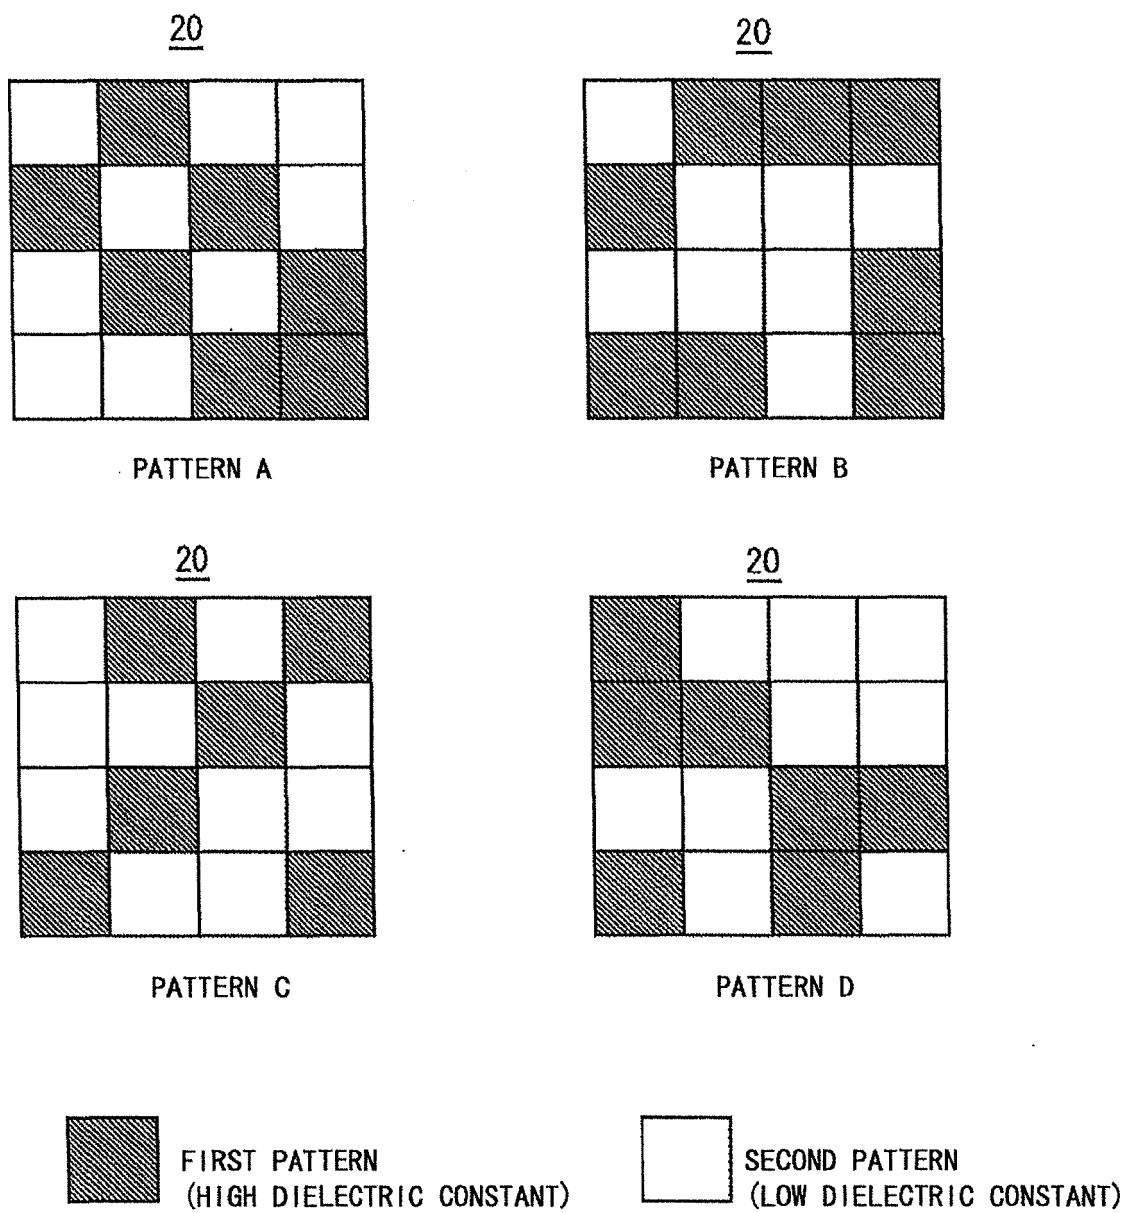 20
20
PATTERN A
PATTERN B
20
20
PATTERN C
PATTERN D
FIRST PATTERN
(HIGH DIELECTRIC CONSTANT)
SECOND PATTERN
(LOW DIELECTRIC CONSTANT)